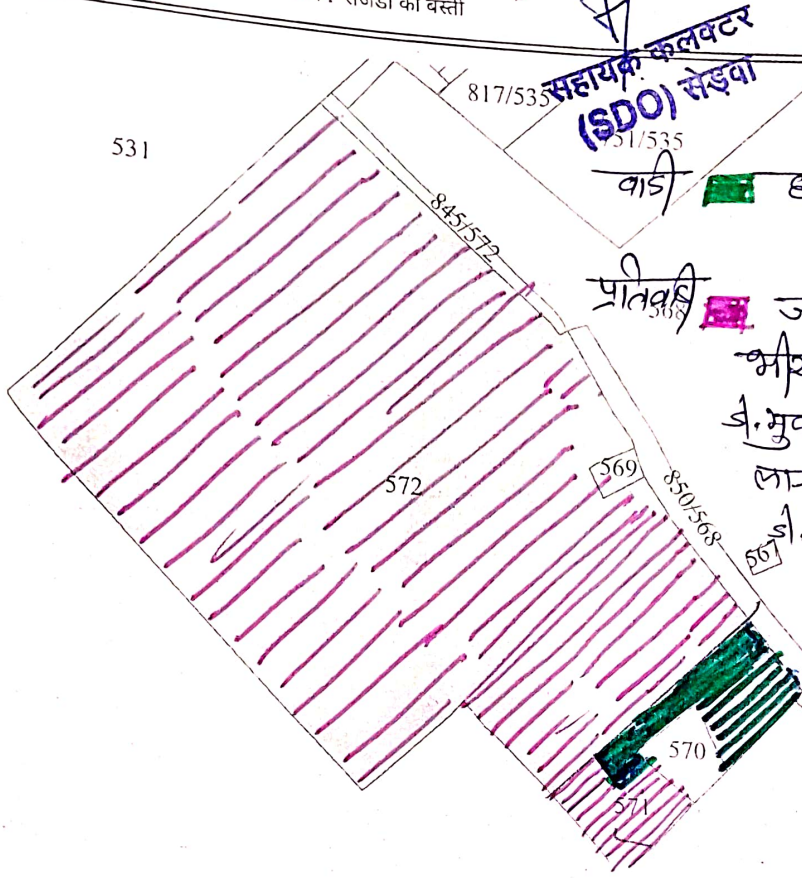 की बस्ती
सहायक कलक्टर
(SDO) सेड़वा
817/535
751/535
531
वादी
845/572
प्रतिवादी
568
572
569
850/568
567
570
571